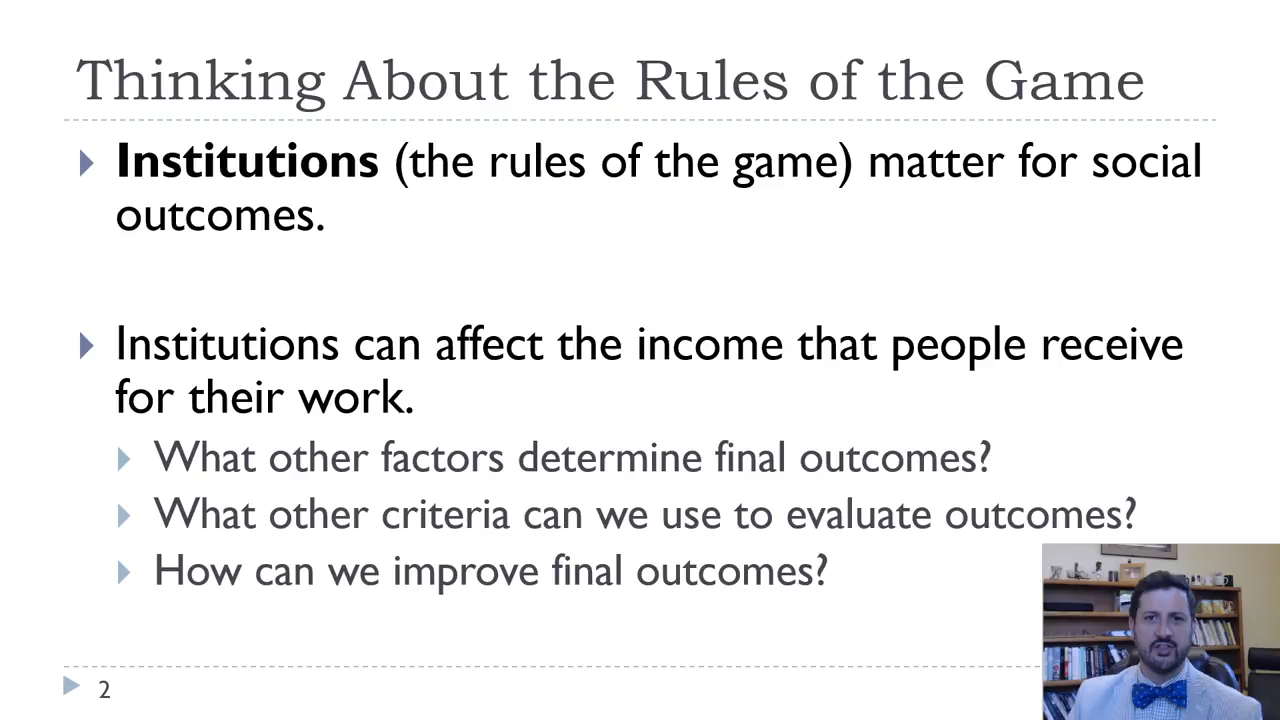 Thinking About the Rules of the Game
Institutions (the rules of the game) matter for social
outcomes.
Institutions can affect the income that people receive
for their work.
What other factors determine final outcomes?
What other criteria can we use to evaluate outcomes?
How can we improve final outcomes?
2